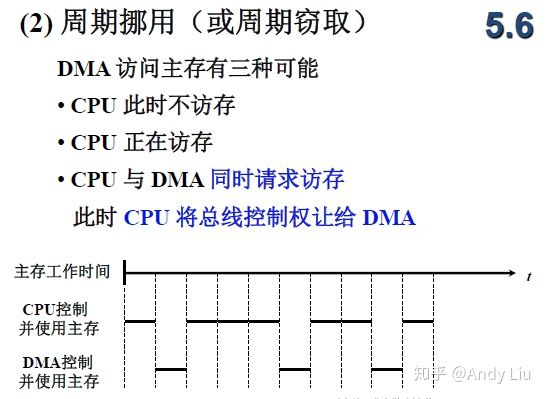 (2) 周期挪用（或周期窃取）
5.6
DMA 访问主存有三种可能
• CPU 此时不访存
• CPU 正在访存
• CPU 与 DMA 同时请求访存
此时 CPU 将总线控制权让给 DMA
主存工作时间
t
CPU控制
并使用主存
DMA控制
并使用主存
知乎 @Andy Liu